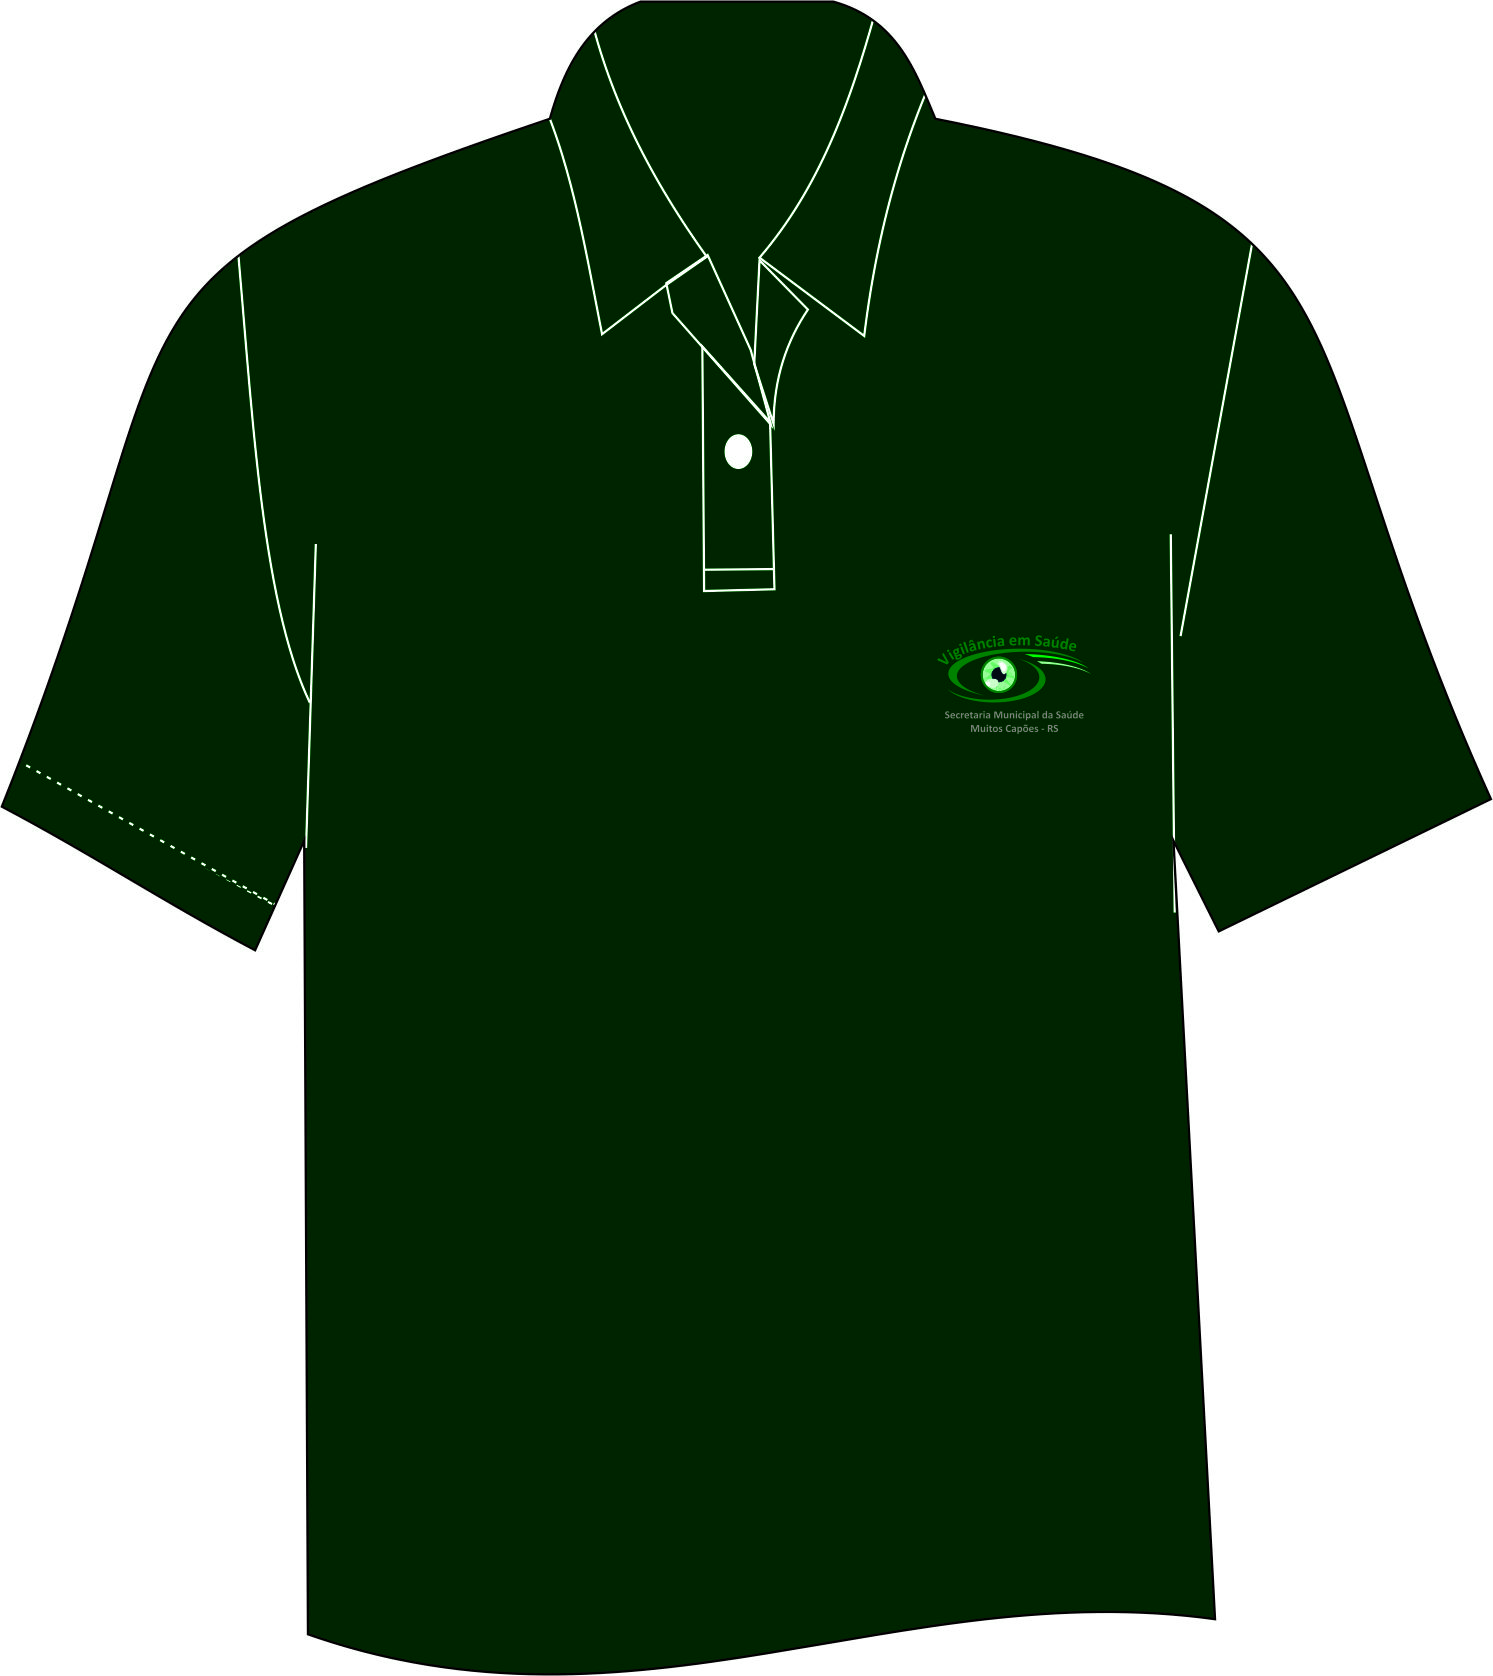 Vigilância em Saúde
Secretaria Municipal da Saúde
Muitos Capões - RS